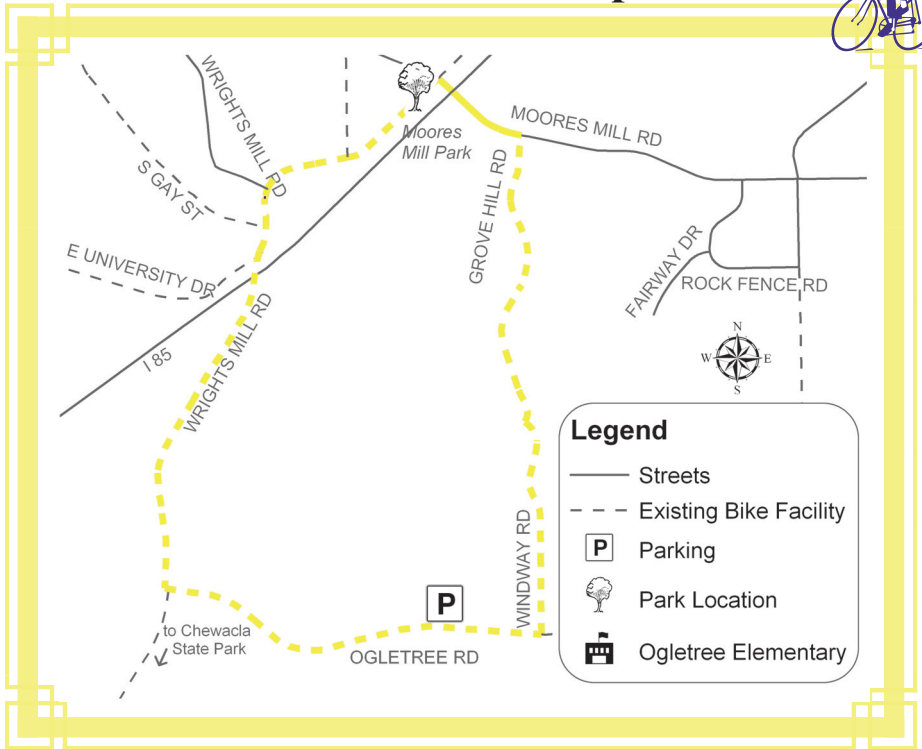 WRIGHTS MILL RD
Moores
Mill Park
MOORES MILL RD
S GAY ST
GROVE HILL RD
E UNIVERSITY DR
FAIRWAY DR
ROCK FENCE RD
I 85
WRIGHTS MILL RD
N
W
E
S
Legend
Streets
Existing Bike Facility
P
Parking
Park Location
Ogletree Elementary
WINDWAY RD
P
to Chewacla
State Park
OGLETREE RD